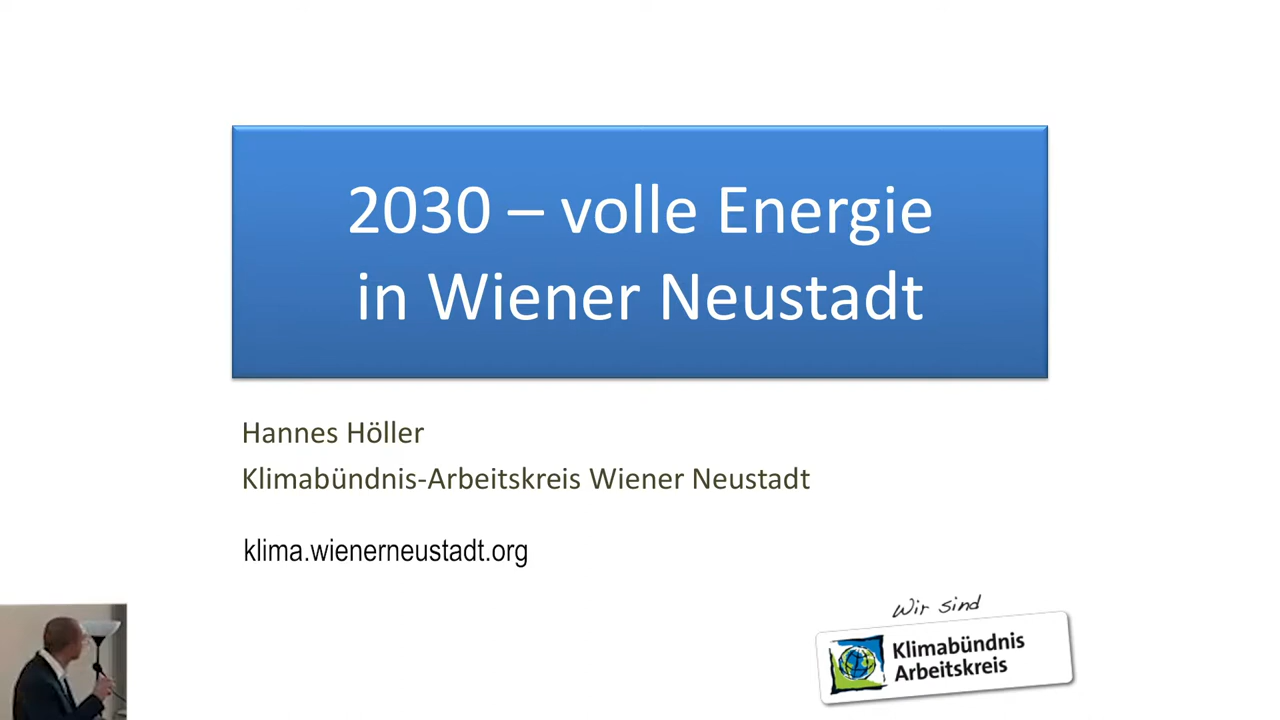 2030 – volle Energie
in Wiener Neustadt
Hannes Höller
Klimabündnis-Arbeitskreis Wiener Neustadt
klima.wienerneustadt.org
Wir sind
Klimabündnis
Arbeitskreis